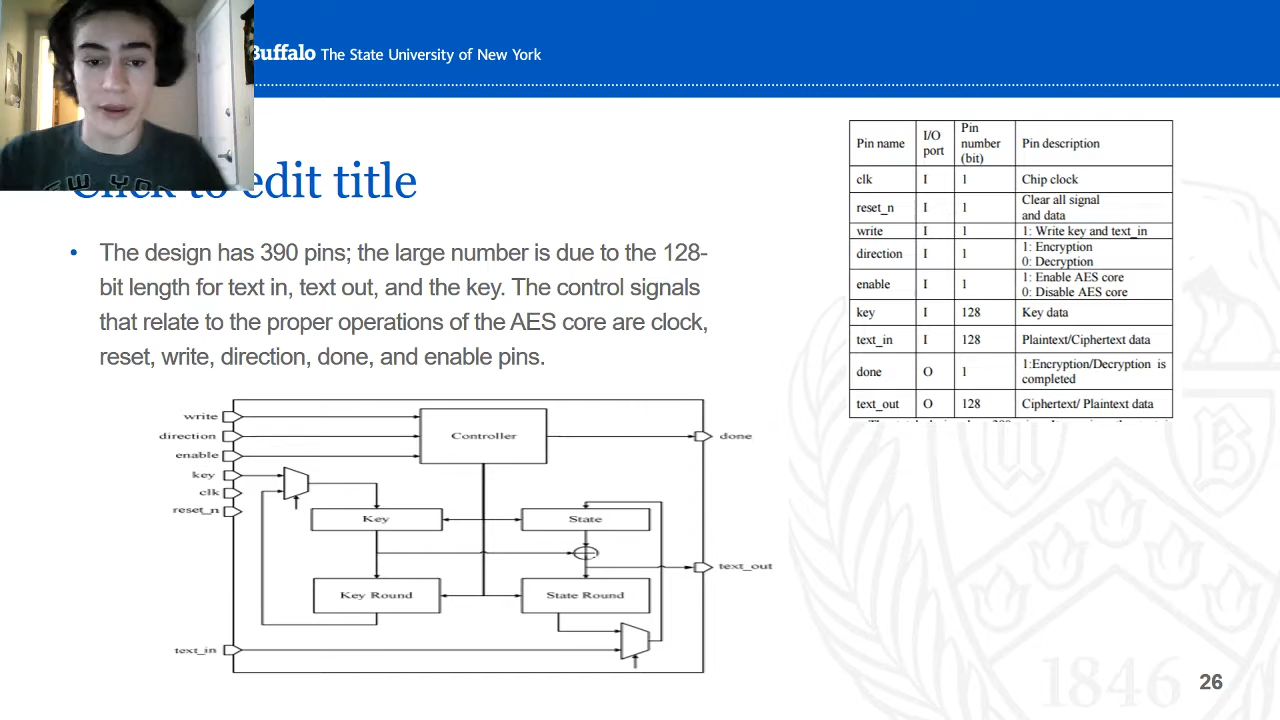 Buffalo The State University of New York
Click to edit title
• The design has 390 pins; the large number is due to the 128-
bit length for text in, text out, and the key. The control signals
that relate to the proper operations of the AES core are clock,
reset, write, direction, done, and enable pins.
Pin name I/O port Pin number (bit) Pin description
clk I 1 Chip clock
reset_n I 1 Clear all signal and data
write I 1 1: Write key and text_in
direction I 1 1: Encryption 0: Decryption
enable I 1 1: Enable AES core 0: Disable AES core
key I 128 Key data
text_in I 128 Plaintext/Ciphertext data
done O 1 1:Encryption/Decryption is completed
text_out O 128 Ciphertext/ Plaintext data
write
direction
enable
key
clk
reset_n
text_in
Controller
Key
State
Key Round
State Round
done
text_out
NEW YOR
U B
1846
26